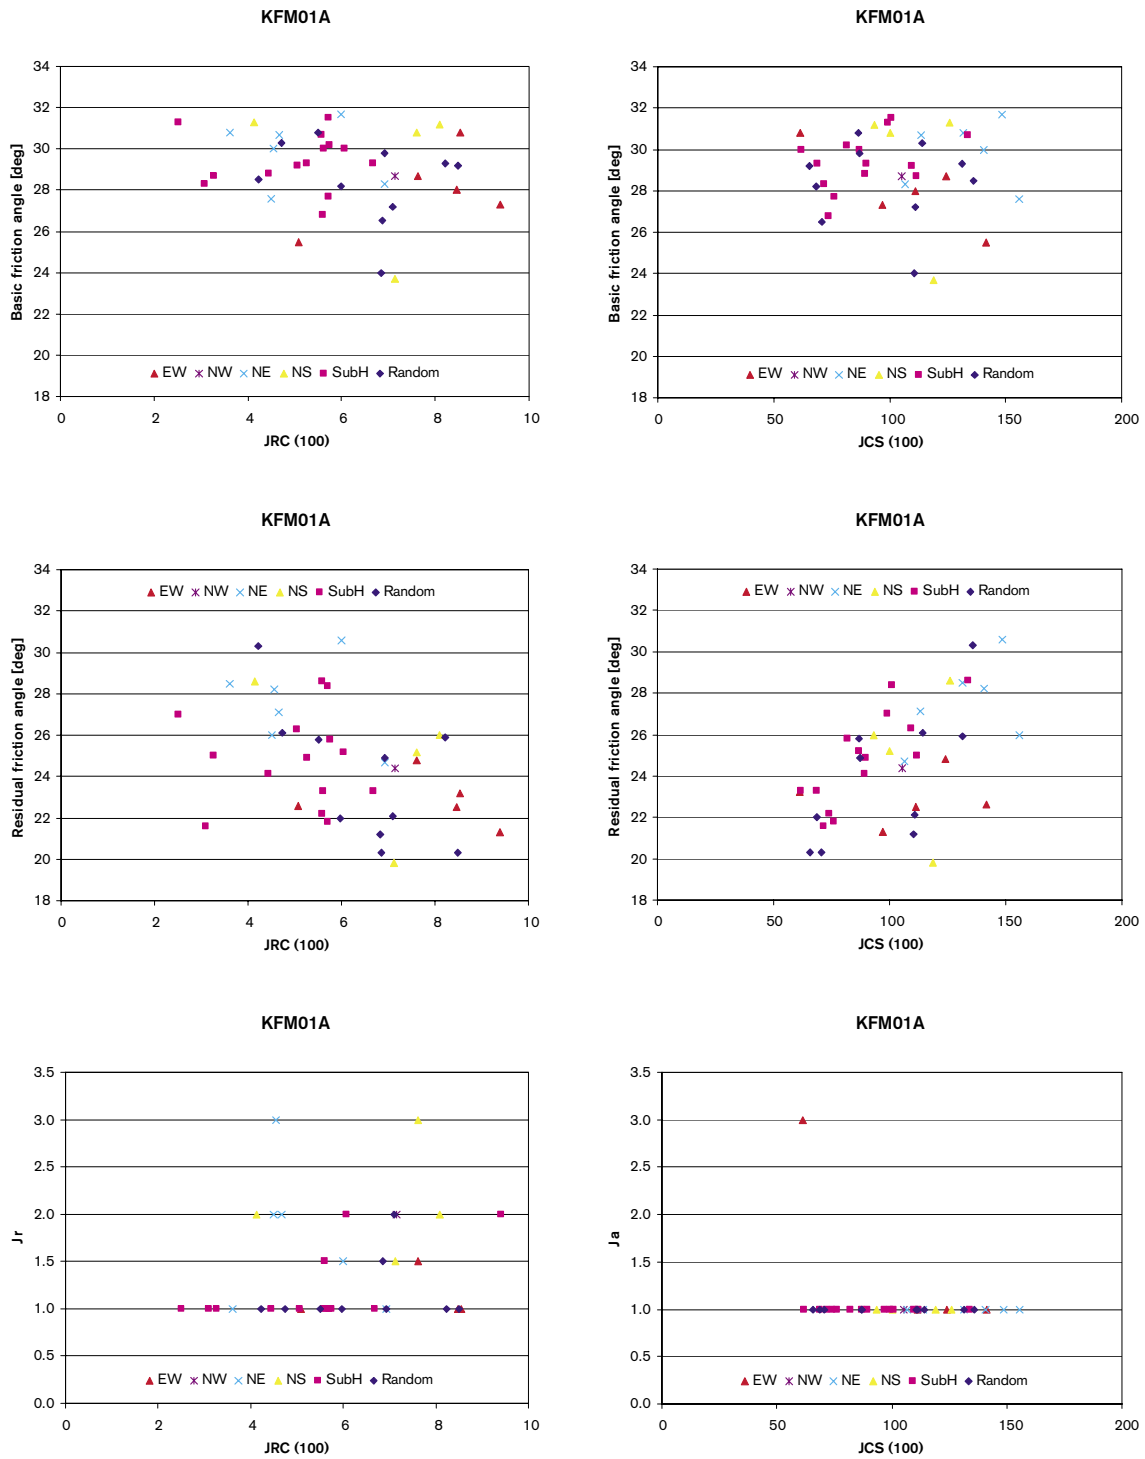 KFM01A
34
32
30
28
26
24
22
20
18
Basic friction angle [deg]
EW NW NE NS SubH Random
0 2 4 6 8 10
JRC (100)
KFM01A
34
32
30
28
26
24
22
20
18
Basic friction angle [deg]
EW NW NE NS SubH Random
0 50 100 150 200
JCS (100)
KFM01A
34
32
30
28
26
24
22
20
18
Residual friction angle [deg]
EW NW NE NS SubH Random
0 2 4 6 8 10
JRC (100)
KFM01A
34
32
30
28
26
24
22
20
18
Residual friction angle [deg]
EW NW NE NS SubH Random
0 50 100 150 200
JCS (100)
KFM01A
3.5
3.0
2.5
2.0
1.5
1.0
0.5
0.0
Jr
EW NW NE NS SubH Random
0 2 4 6 8 10
JRC (100)
KFM01A
3.5
3.0
2.5
2.0
1.5
1.0
0.5
0.0
Ja
EW NW NE NS SubH Random
0 50 100 150 200
JCS (100)